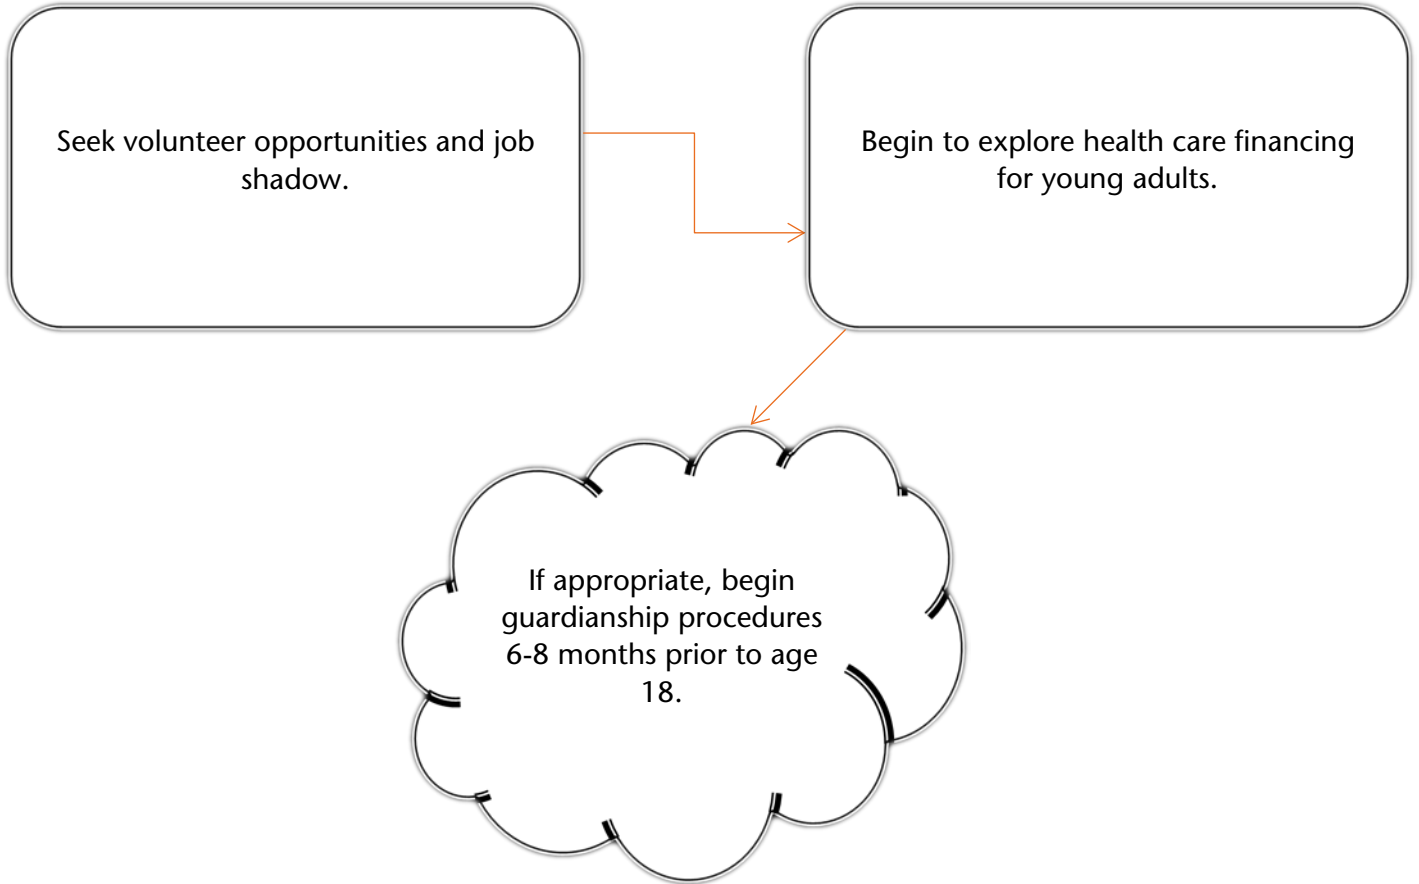 Seek volunteer opportunities and job
shadow.
Begin to explore health care financing
for young adults.
If appropriate, begin
guardianship procedures
6-8 months prior to age
18.